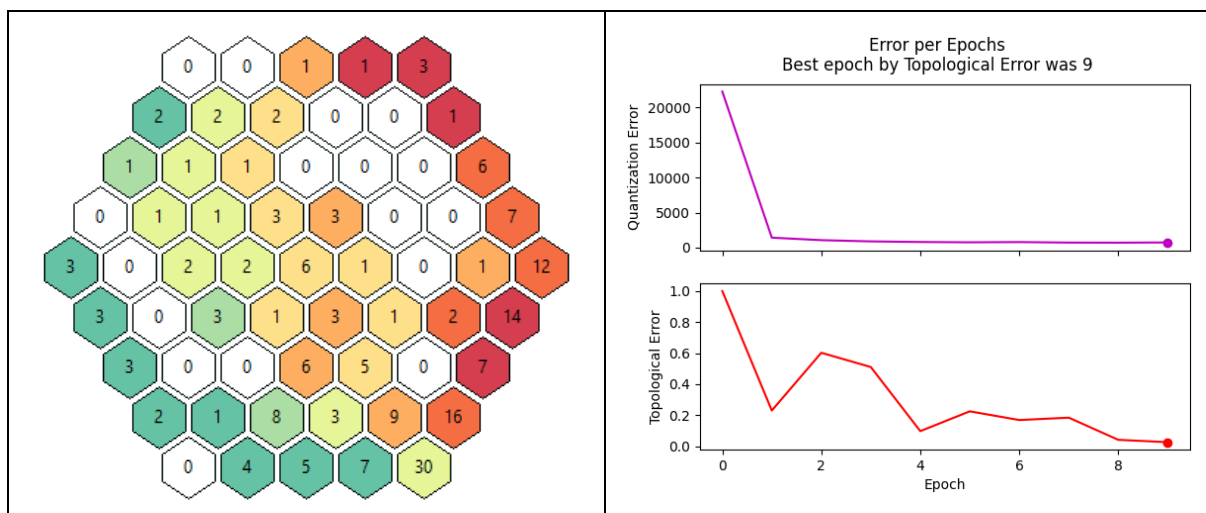 0 0 1 1 3
2 2 2 0 0 1
1 1 1 0 0 0 6
0 1 1 3 3 0 0 7
3 0 2 2 6 1 0 1 12
3 0 3 1 3 1 2 14
3 0 0 6 5 0 7
2 1 8 3 9 16
0 4 5 7 30
Error per Epochs
Best epoch by Topological Error was 9
Quantization Error
20000
15000
10000
5000
0
Topological Error
1.0
0.8
0.6
0.4
0.2
0.0
0 2 4 6 8
Epoch